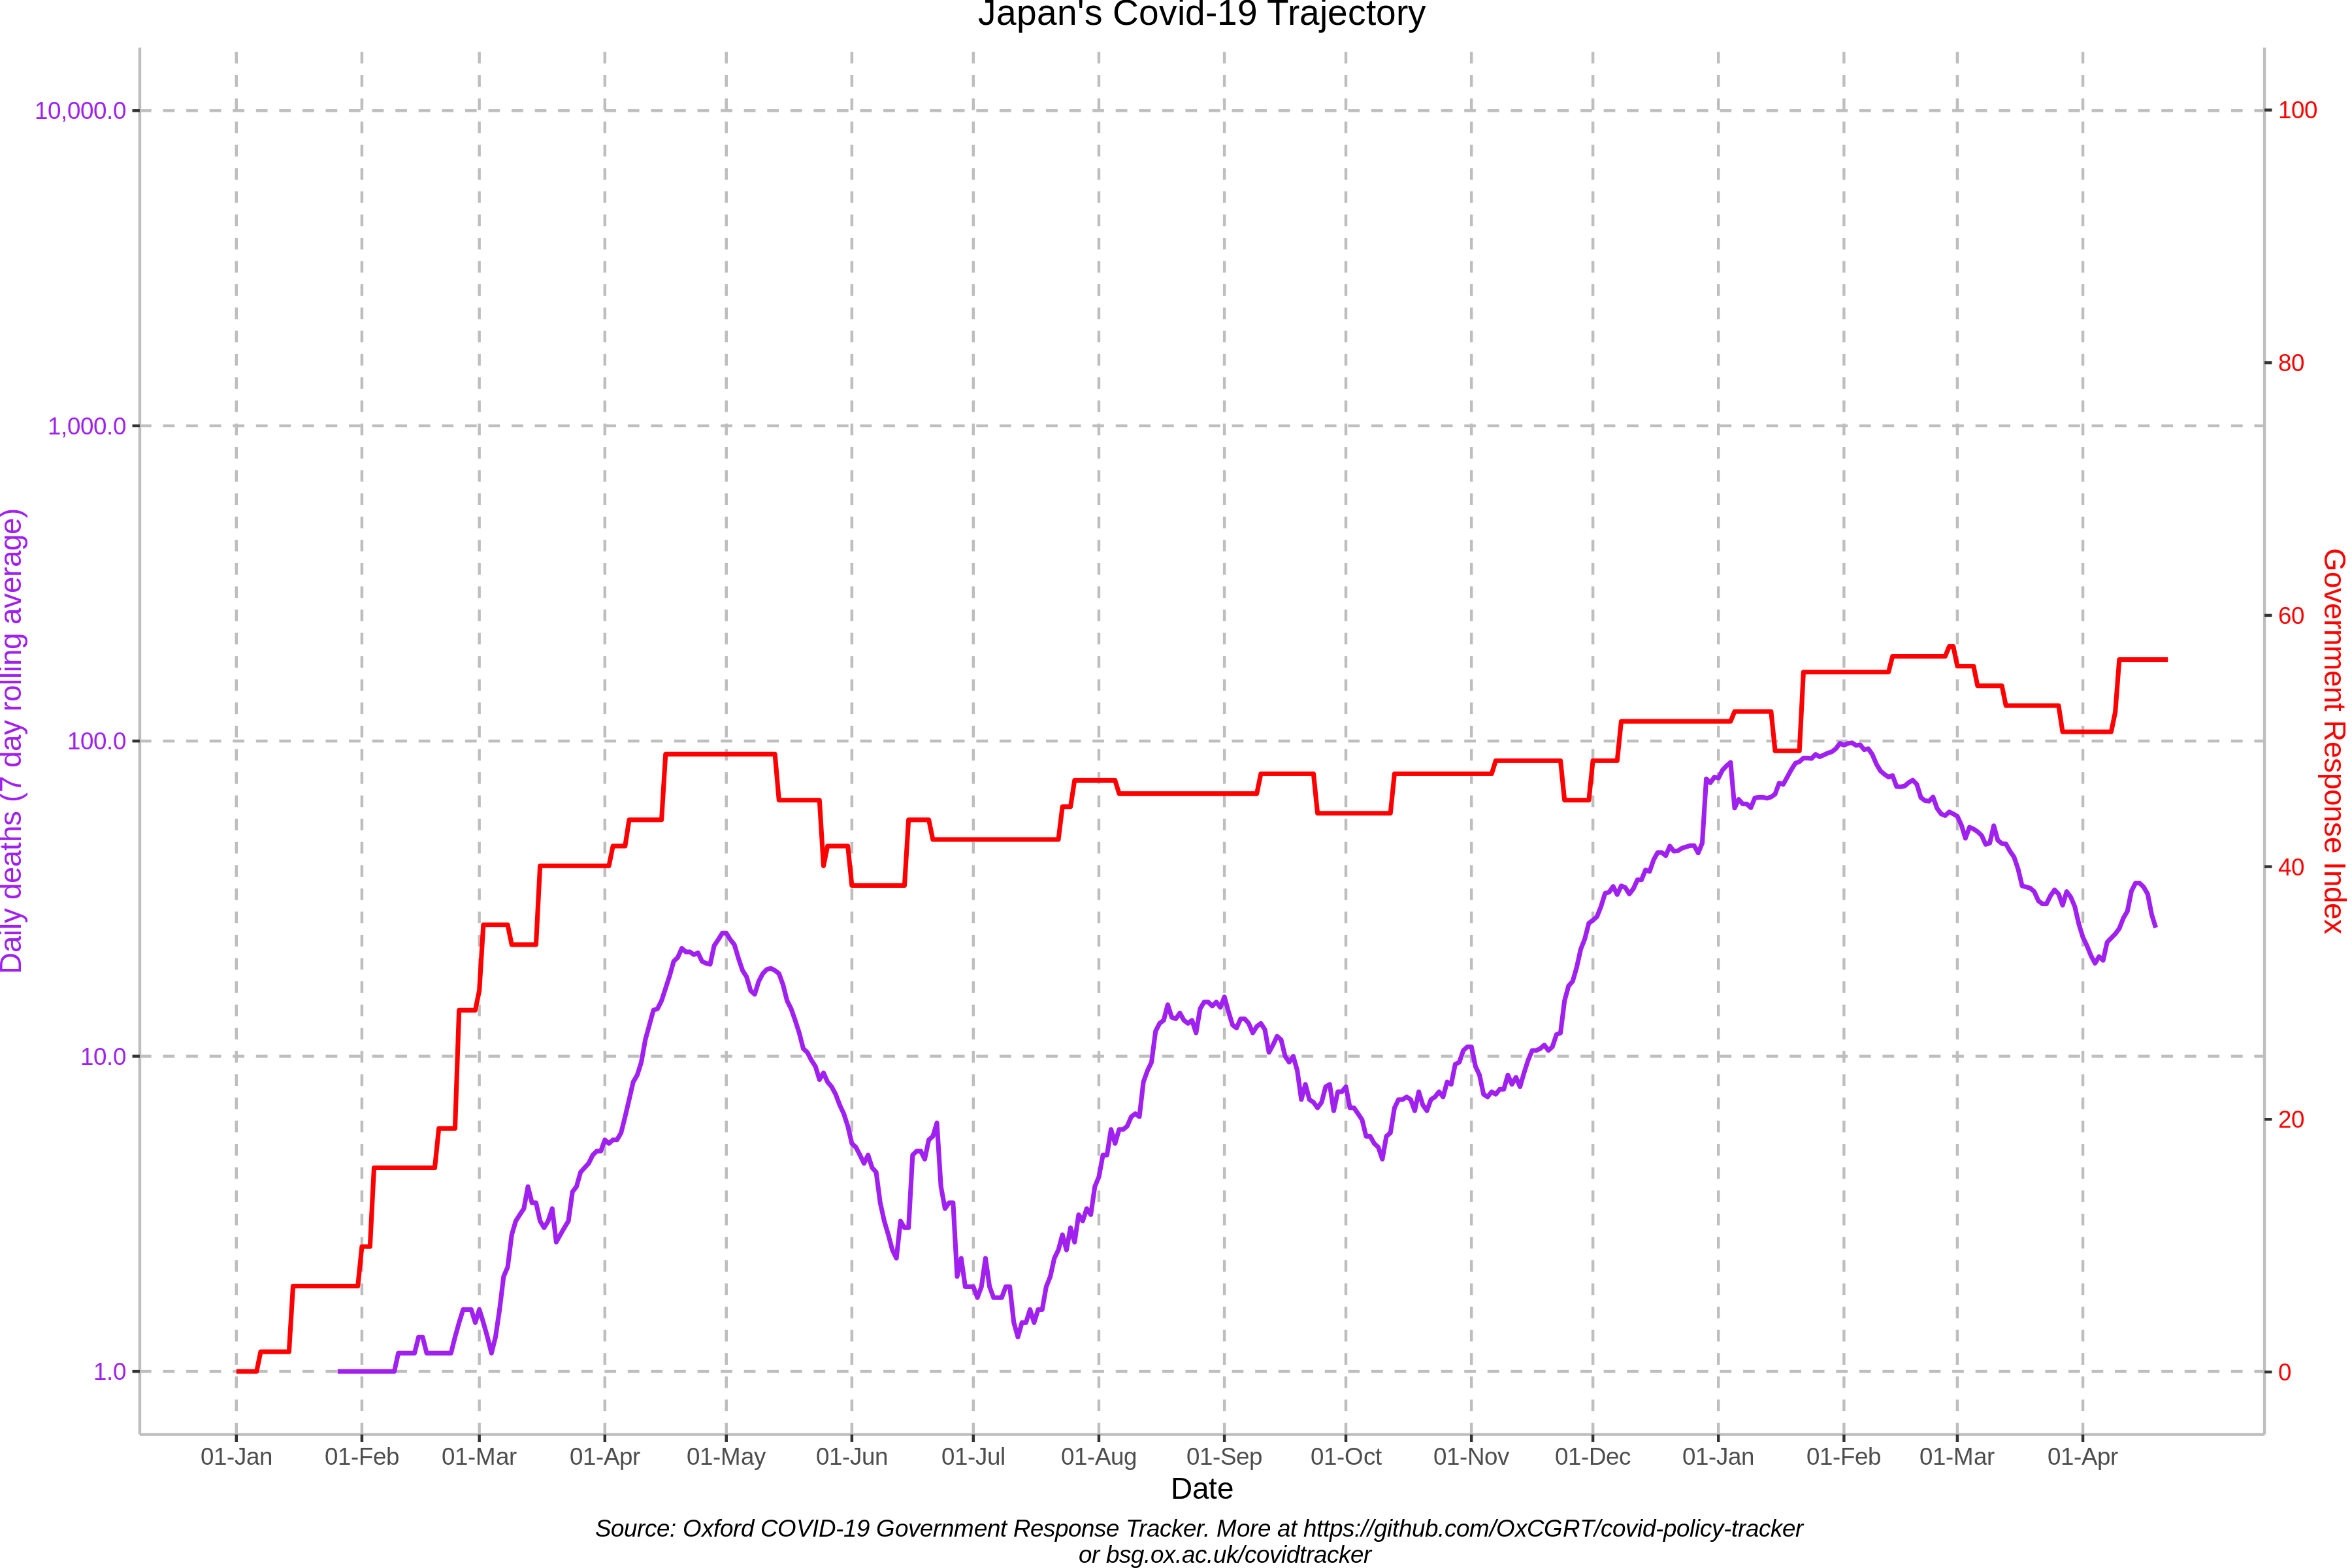 Japan's Covid-19 Trajectory
10,000.0
1,000.0
100.0
10.0
1.0
Daily deaths (7 day rolling average)
100
80
60
40
20
0
Government Response Index
01-Jan 01-Feb 01-Mar 01-Apr 01-May 01-Jun 01-Jul 01-Aug 01-Sep 01-Oct 01-Nov 01-Dec 01-Jan 01-Feb 01-Mar 01-Apr
Date
Source: Oxford COVID-19 Government Response Tracker. More at https://github.com/OxCGRT/covid-policy-tracker
or bsg.ox.ac.uk/covidtracker